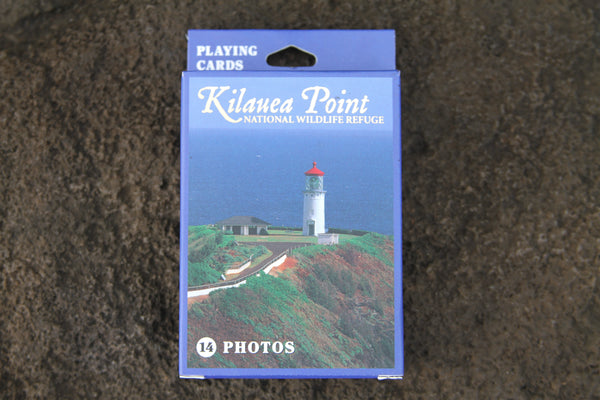 PLAYING
CARDS
Kilauea Point
NATIONAL WILDLIFE REFUGE
14 PHOTOS